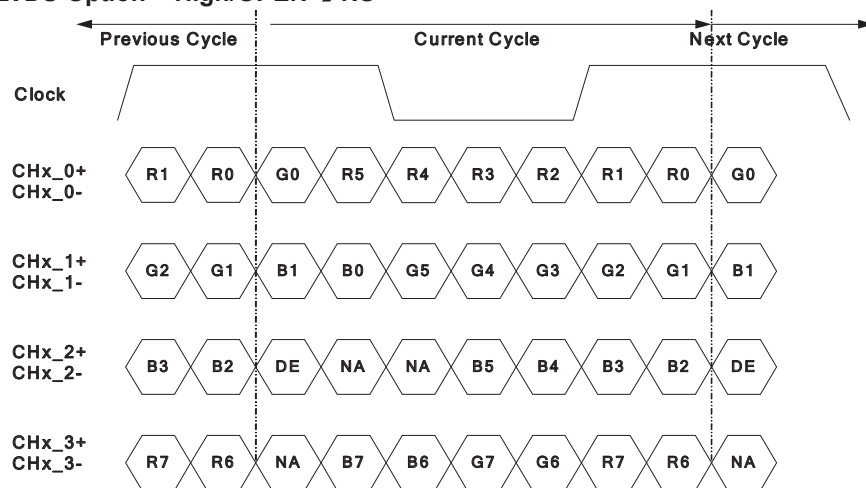 Previous Cycle Current Cycle Next Cycle
Clock
CHx_0+
CHx_0-
R1 R0 G0 R5 R4 R3 R2 R1 R0 G0
CHx_1+
CHx_1-
G2 G1 B1 B0 G5 G4 G3 G2 G1 B1
CHx_2+
CHx_2-
B3 B2 DE NA NA B5 B4 B3 B2 DE
CHx_3+
CHx_3-
R7 R6 NA B7 B6 G7 G6 R7 R6 NA